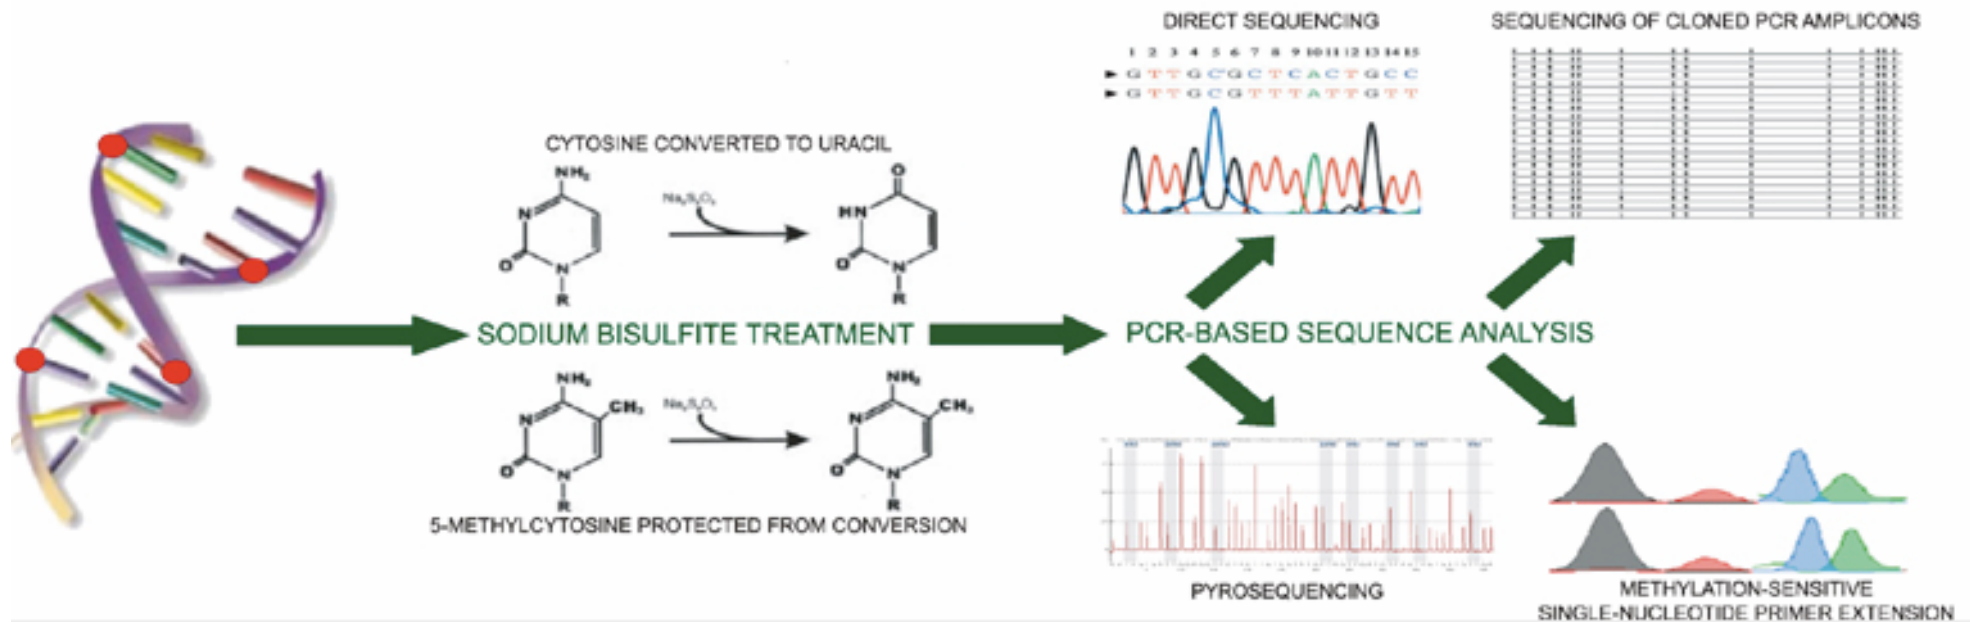 DIRECT SEQUENCING
1 2 3 4 5 6 7 8 9 10 11 12 13 14 15
G T T G C G C T C A C T G C C
G T T G C G T T T A T T G T T
SEQUENCING OF CLONED PCR AMPLICONS
CYTOSINE CONVERTED TO URACIL
NH₂
N
O
N
R
Na₂S₂O₅
O
HN
O
N
R
SODIUM BISULFITE TREATMENT
PCR-BASED SEQUENCE ANALYSIS
NH₂
CH₃
N
O
N
R
Na₂S₂O₅
NH₂
CH₃
N
O
N
R
5-METHYLCYTOSINE PROTECTED FROM CONVERSION
PYROSEQUENCING
METHYLATION-SENSITIVE
SINGLE-NUCLEOTIDE PRIMER EXTENSION